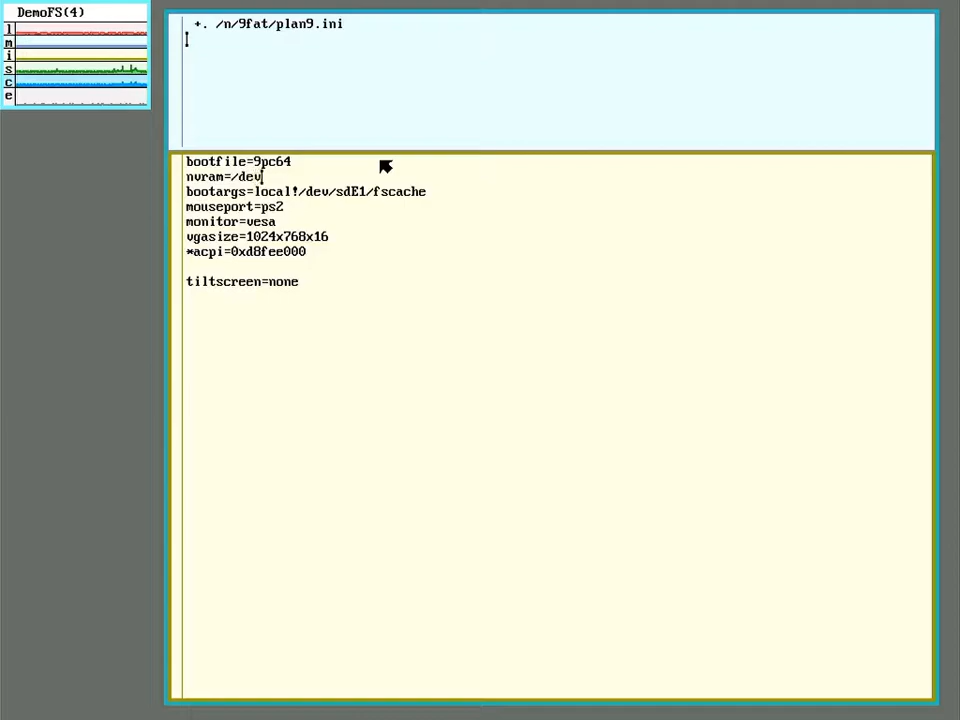 DemoFS(4)
l
m
i
s
c
e
+. /n/9fat/plan9.ini
bootfile=9pc64
nvram=/dev
bootargs=local!/dev/sdE1/fscache
mouseport=ps2
monitor=vesa
vgasize=1024x768x16
*acpi=0xd8fee000
tiltscreen=none